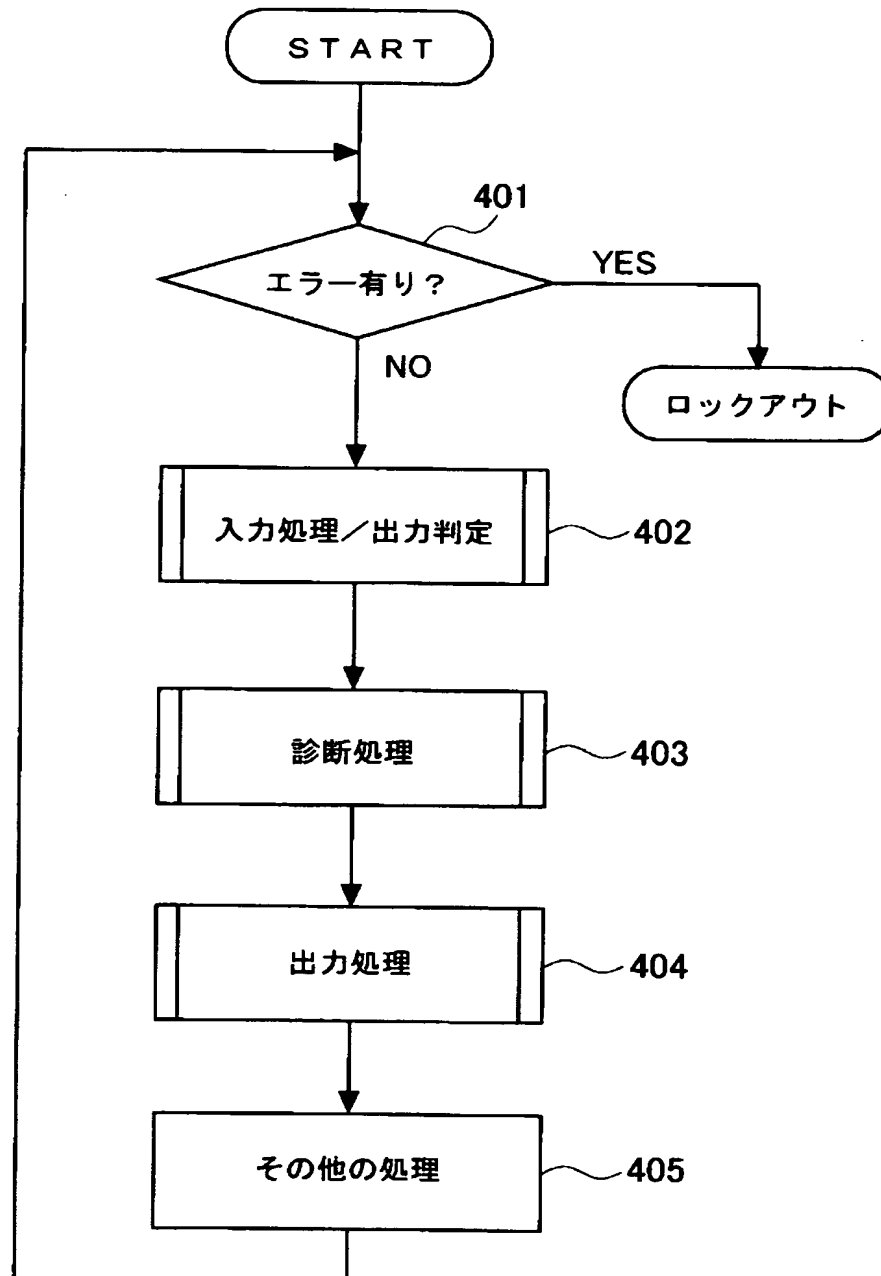 START
401
エラー有り？
YES
NO
ロックアウト
入力処理／出力判定
402
診断処理
403
出力処理
404
その他の処理
405